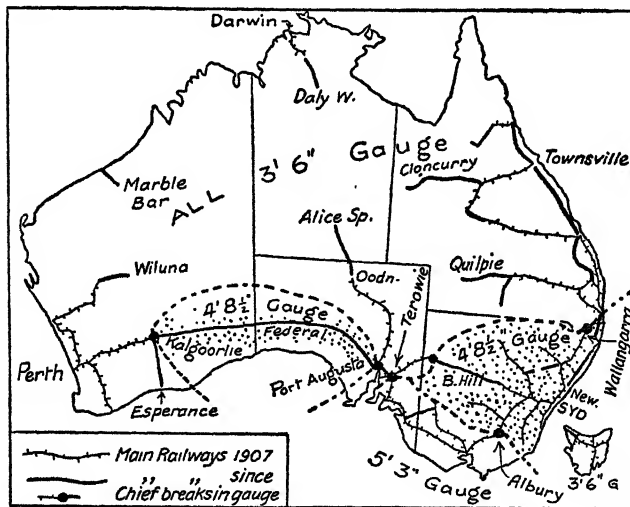 Darwin
Daly W.
3' 6" Gauge
ALL
Cloncurry
Townsville
Marble
Bar
Alice Sp.
Wiluna
Oodn-
Quilpie
Terowie
4' 8½"
Gauge
Federal
Kalgoorlie
4' 8½" Gauge
Wallangarra
Perth
Port Augusta
B. Hill
New.
SYD
Esperance
5' 3" Gauge
Albury
3' 6" G
Main Railways 1907
,, ,, since
Chief breaks in gauge